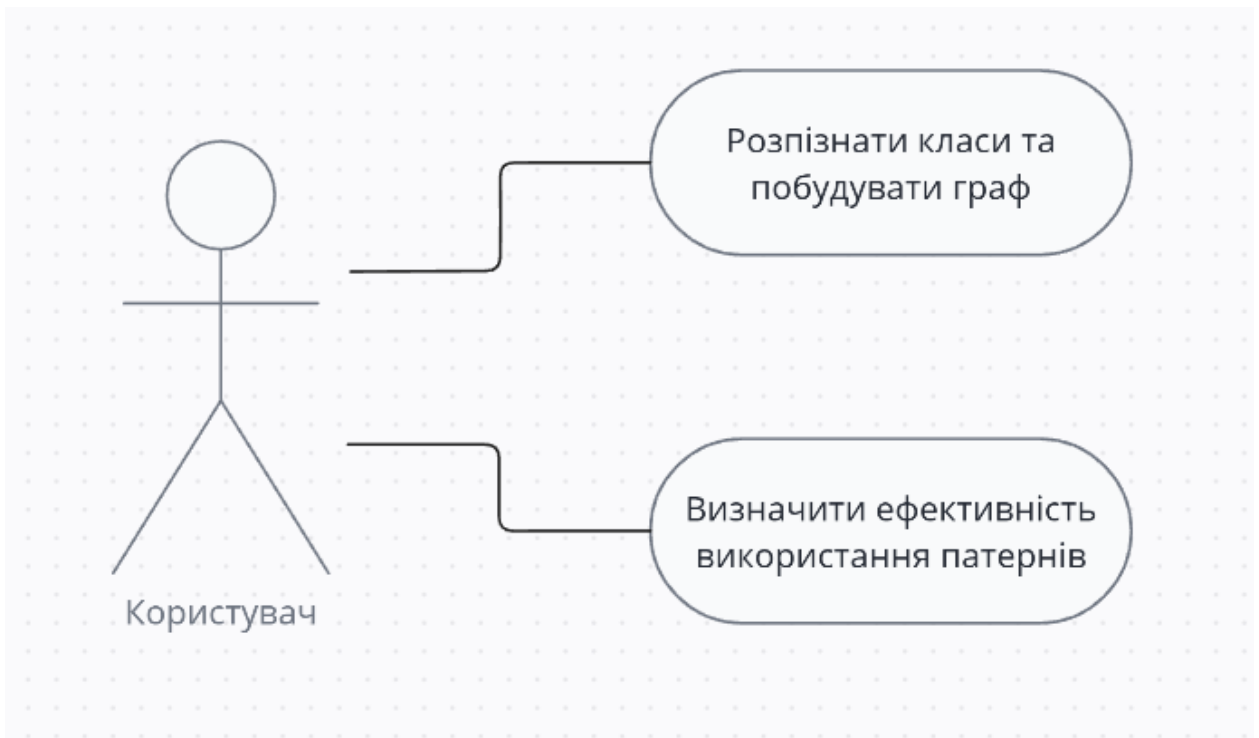 Розпізнати класи та
побудувати граф
Визначити ефективність
використання патернів
Користувач